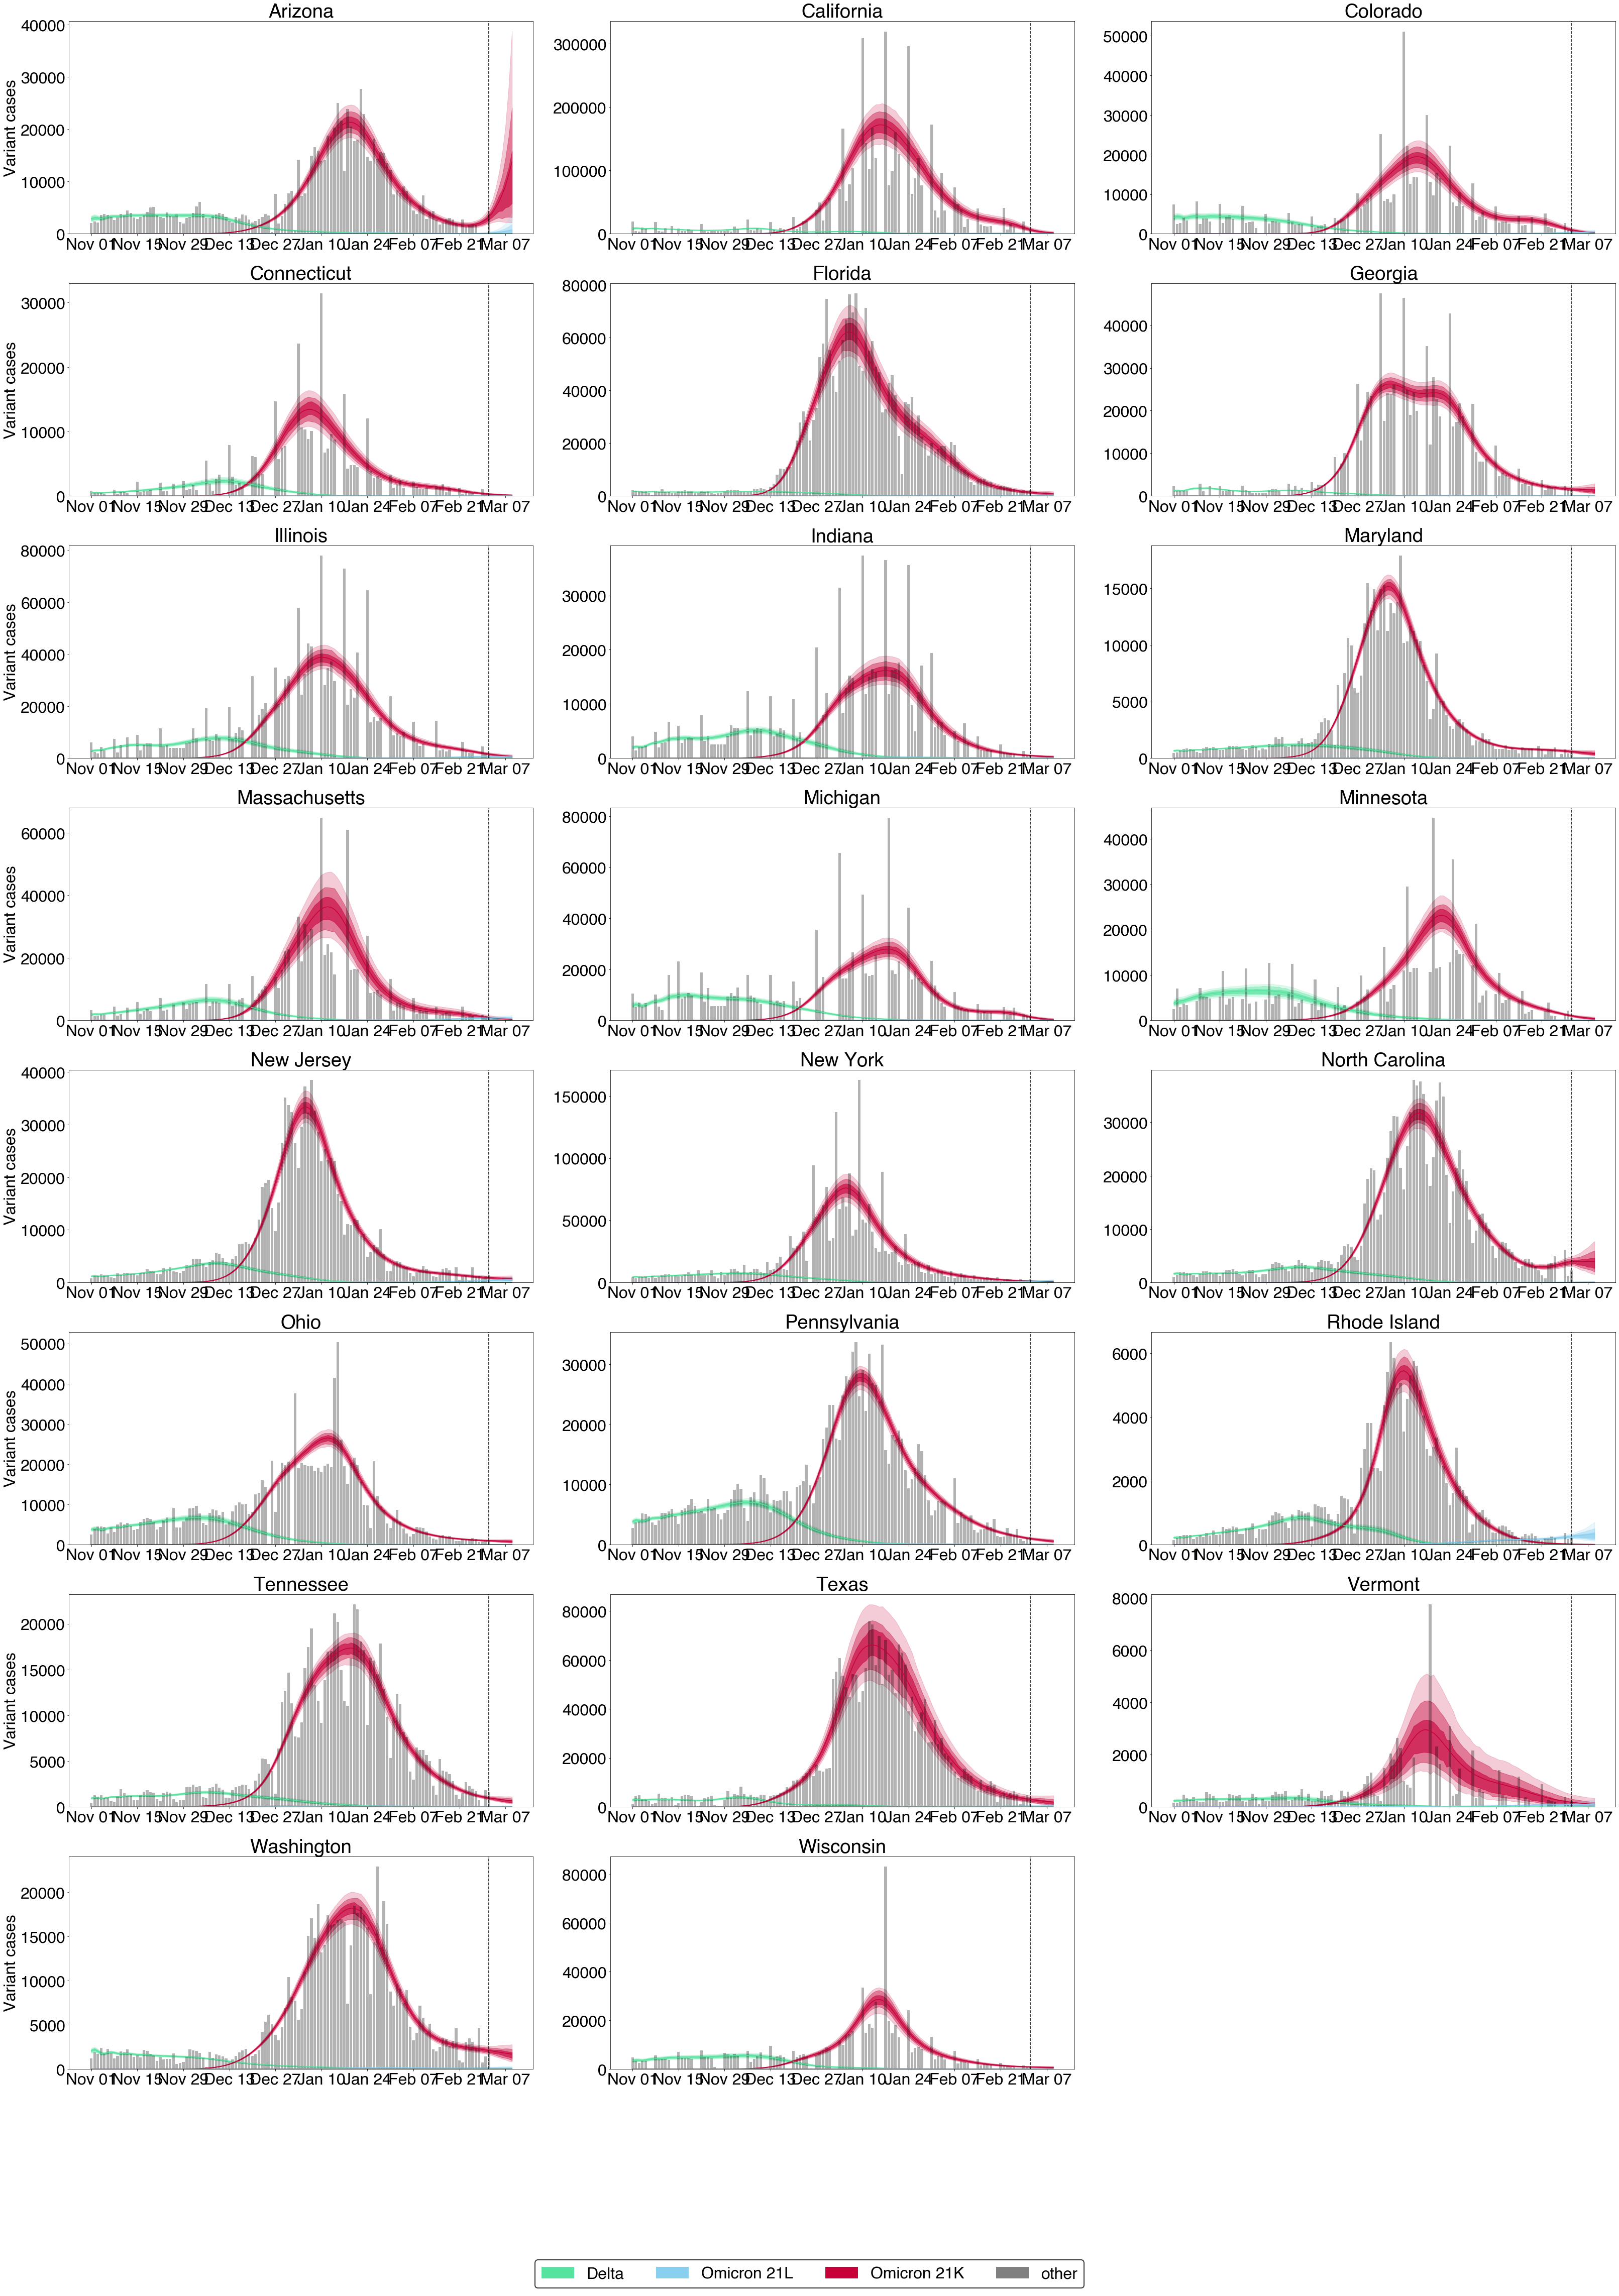 Arizona California Colorado
Variant cases
40000
30000
20000
10000
0
Nov 01 Nov 15 Nov 29 Dec 13 Dec 27 Jan 10 Jan 24 Feb 07 Feb 21 Mar 07
300000
200000
100000
0
Nov 01 Nov 15 Nov 29 Dec 13 Dec 27 Jan 10 Jan 24 Feb 07 Feb 21 Mar 07
50000
40000
30000
20000
10000
0
Nov 01 Nov 15 Nov 29 Dec 13 Dec 27 Jan 10 Jan 24 Feb 07 Feb 21 Mar 07
Connecticut Florida Georgia
Variant cases
30000
20000
10000
0
Nov 01 Nov 15 Nov 29 Dec 13 Dec 27 Jan 10 Jan 24 Feb 07 Feb 21 Mar 07
80000
60000
40000
20000
0
Nov 01 Nov 15 Nov 29 Dec 13 Dec 27 Jan 10 Jan 24 Feb 07 Feb 21 Mar 07
40000
30000
20000
10000
0
Nov 01 Nov 15 Nov 29 Dec 13 Dec 27 Jan 10 Jan 24 Feb 07 Feb 21 Mar 07
Illinois Indiana Maryland
Variant cases
80000
60000
40000
20000
0
Nov 01 Nov 15 Nov 29 Dec 13 Dec 27 Jan 10 Jan 24 Feb 07 Feb 21 Mar 07
30000
20000
10000
0
Nov 01 Nov 15 Nov 29 Dec 13 Dec 27 Jan 10 Jan 24 Feb 07 Feb 21 Mar 07
15000
10000
5000
0
Nov 01 Nov 15 Nov 29 Dec 13 Dec 27 Jan 10 Jan 24 Feb 07 Feb 21 Mar 07
Massachusetts Michigan Minnesota
Variant cases
60000
40000
20000
0
Nov 01 Nov 15 Nov 29 Dec 13 Dec 27 Jan 10 Jan 24 Feb 07 Feb 21 Mar 07
80000
60000
40000
20000
0
Nov 01 Nov 15 Nov 29 Dec 13 Dec 27 Jan 10 Jan 24 Feb 07 Feb 21 Mar 07
40000
30000
20000
10000
0
Nov 01 Nov 15 Nov 29 Dec 13 Dec 27 Jan 10 Jan 24 Feb 07 Feb 21 Mar 07
New Jersey New York North Carolina
Variant cases
40000
30000
20000
10000
0
Nov 01 Nov 15 Nov 29 Dec 13 Dec 27 Jan 10 Jan 24 Feb 07 Feb 21 Mar 07
150000
100000
50000
0
Nov 01 Nov 15 Nov 29 Dec 13 Dec 27 Jan 10 Jan 24 Feb 07 Feb 21 Mar 07
30000
20000
10000
0
Nov 01 Nov 15 Nov 29 Dec 13 Dec 27 Jan 10 Jan 24 Feb 07 Feb 21 Mar 07
Ohio Pennsylvania Rhode Island
Variant cases
50000
40000
30000
20000
10000
0
Nov 01 Nov 15 Nov 29 Dec 13 Dec 27 Jan 10 Jan 24 Feb 07 Feb 21 Mar 07
30000
20000
10000
0
Nov 01 Nov 15 Nov 29 Dec 13 Dec 27 Jan 10 Jan 24 Feb 07 Feb 21 Mar 07
6000
4000
2000
0
Nov 01 Nov 15 Nov 29 Dec 13 Dec 27 Jan 10 Jan 24 Feb 07 Feb 21 Mar 07
Tennessee Texas Vermont
Variant cases
20000
15000
10000
5000
0
Nov 01 Nov 15 Nov 29 Dec 13 Dec 27 Jan 10 Jan 24 Feb 07 Feb 21 Mar 07
80000
60000
40000
20000
0
Nov 01 Nov 15 Nov 29 Dec 13 Dec 27 Jan 10 Jan 24 Feb 07 Feb 21 Mar 07
8000
6000
4000
2000
0
Nov 01 Nov 15 Nov 29 Dec 13 Dec 27 Jan 10 Jan 24 Feb 07 Feb 21 Mar 07
Washington Wisconsin
Variant cases
20000
15000
10000
5000
0
Nov 01 Nov 15 Nov 29 Dec 13 Dec 27 Jan 10 Jan 24 Feb 07 Feb 21 Mar 07
80000
60000
40000
20000
0
Nov 01 Nov 15 Nov 29 Dec 13 Dec 27 Jan 10 Jan 24 Feb 07 Feb 21 Mar 07
Delta Omicron 21L Omicron 21K other